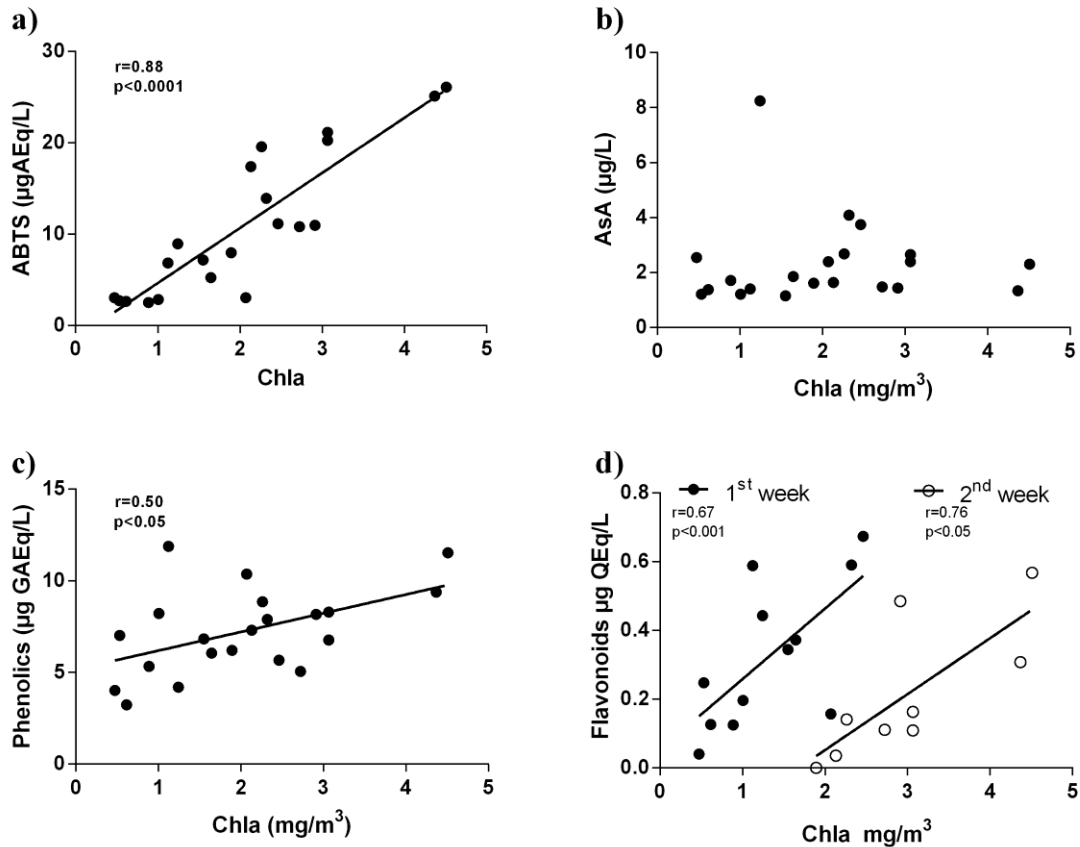 a)
r=0.88
p<0.0001
ABTS (µgAEq/L)
30
20
10
0
0 1 2 3 4 5
Chla
b)
AsA (µg/L)
10
8
6
4
2
0
0 1 2 3 4 5
Chla (mg/m³)
c)
r=0.50
p<0.05
Phenolics (µg GAEq/L)
15
10
5
0
0 1 2 3 4 5
Chla (mg/m³)
d)
1st week
r=0.67
p<0.001
2nd week
r=0.76
p<0.05
Flavonoids µg QEq/L
0.8
0.6
0.4
0.2
0.0
0 1 2 3 4 5
Chla mg/m³